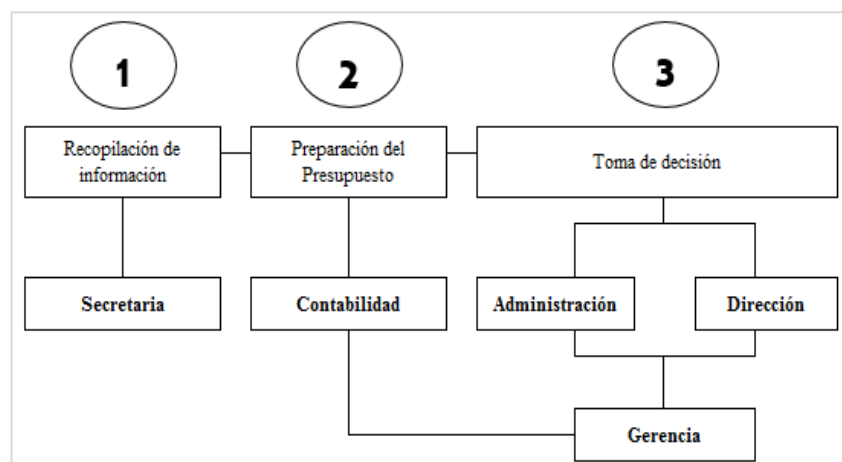 1
2
3
Recopilación de
información
Preparación del
Presupuesto
Toma de decisión
Secretaria
Contabilidad
Administración
Dirección
Gerencia